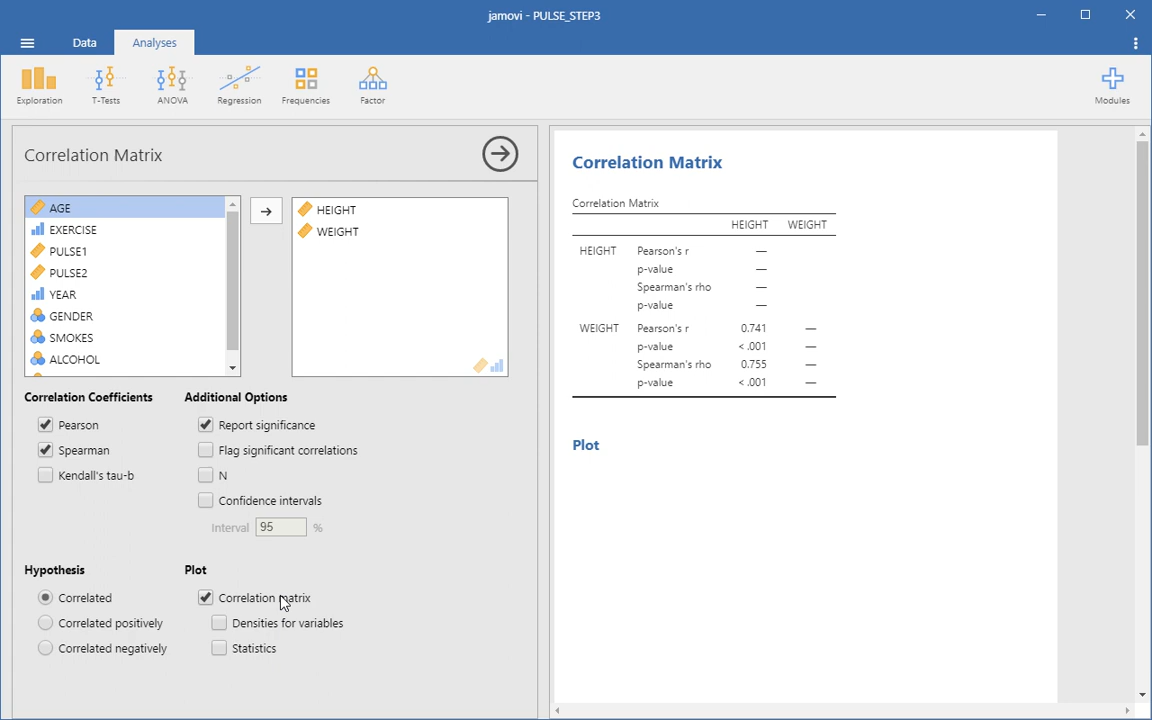 jamovi - PULSE_STEP3
Data
Analyses
Exploration
T-Tests
ANOVA
Regression
Frequencies
Factor
Modules
Correlation Matrix
AGE
EXERCISE
PULSE1
PULSE2
YEAR
GENDER
SMOKES
ALCOHOL
HEIGHT
WEIGHT
Correlation Coefficients
Pearson
Spearman
Kendall's tau-b
Additional Options
Report significance
Flag significant correlations
N
Confidence intervals
Interval 95 %
Hypothesis
Correlated
Correlated positively
Correlated negatively
Plot
Correlation matrix
Densities for variables
Statistics
Correlation Matrix
Correlation Matrix
HEIGHT WEIGHT
HEIGHT Pearson's r —
p-value —
Spearman's rho —
p-value —
WEIGHT Pearson's r 0.741 —
p-value < .001 —
Spearman's rho 0.755 —
p-value < .001 —
Plot